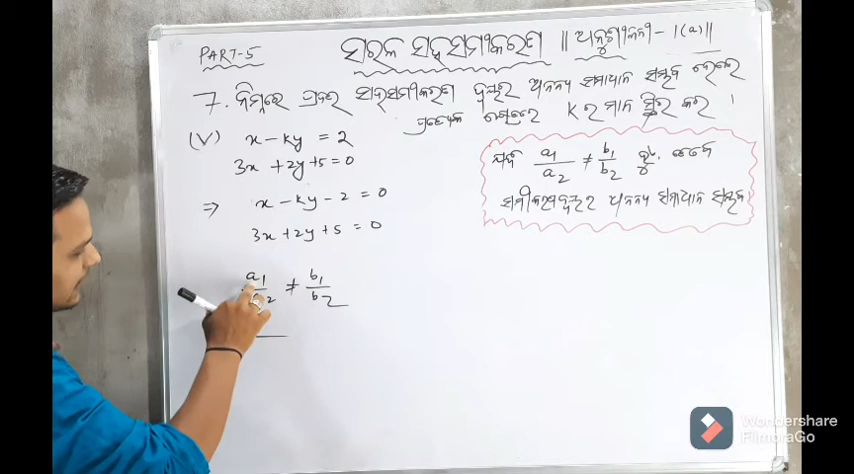 PART-5
ସରଳ ସହସମୀକରଣ || ଅନୁଶୀଳନୀ - 1(a)||
7. ନିମ୍ନରେ ପ୍ରଦତ୍ତ ସହସମୀକରଣ ଦ୍ୱୟର ଅନନ୍ୟ ସମାଧାନ ସମ୍ଭବ ହେଲେ
ପ୍ରତ୍ୟେକ କ୍ଷେତ୍ରରେ K ର ମାନ ସ୍ଥିର କର ।
(V) x - ky = 2
3x + 2y + 5 = 0
⇒ x - ky - 2 = 0
3x + 2y + 5 = 0
a1 ≠ b1
2 b2
ଯଦି a1/a2 ≠ b1/b2 ହୁଏ. ତେବେ
ସମୀକରଣଦ୍ୱୟର ଅନନ୍ୟ ସମାଧାନ ସମ୍ଭବ
Wondershare
FilmoraGo